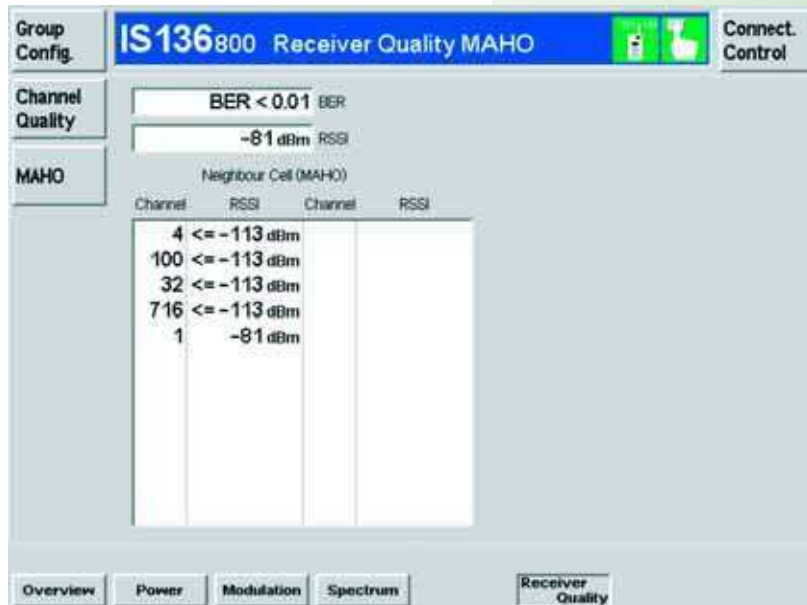 Group
Config.
IS136800 Receiver Quality MAHO
Connect.
Control
Channel
Quality
BER < 0.01 BER
-81 dBm RSSI
MAHO
Neighbour Cell (MAHO)
Channel RSSI Channel RSSI
4 <= -113 dBm
100 <= -113 dBm
32 <= -113 dBm
716 <= -113 dBm
1 -81 dBm
Overview
Power
Modulation
Spectrum
Receiver
Quality